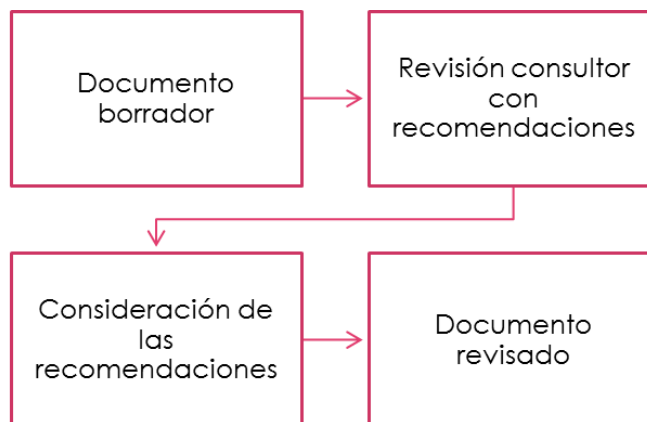 Documento
borrador
Revisión consultor
con
recomendaciones
Consideración de
las
recomendaciones
Documento
revisado